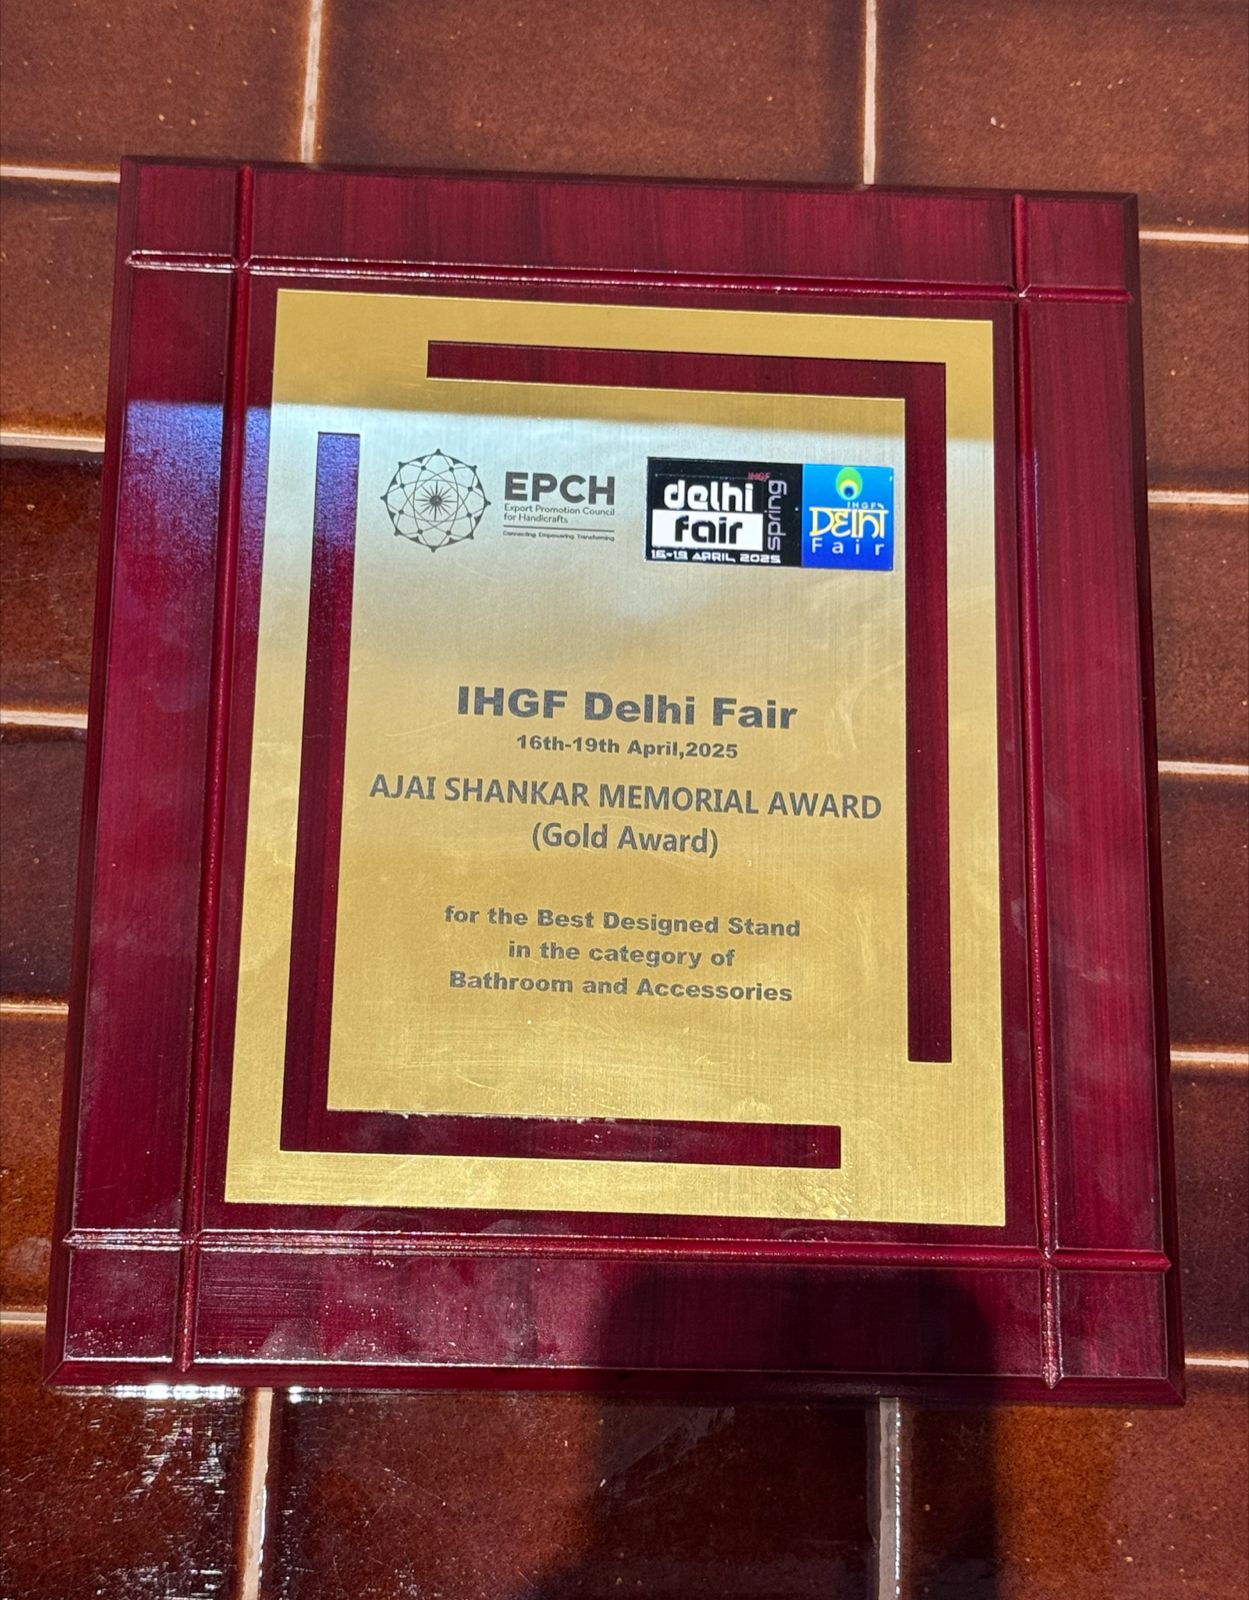 EPCH
Export Promotion Council
for Handicrafts
Connecting. Empowering. Transforming
IHGF
delhi
fair
spring
16-19 APRIL 2025
IHGF
DELHI
Fair
IHGF Delhi Fair
16th-19th April,2025
AJAI SHANKAR MEMORIAL AWARD
(Gold Award)
for the Best Designed Stand
in the category of
Bathroom and Accessories